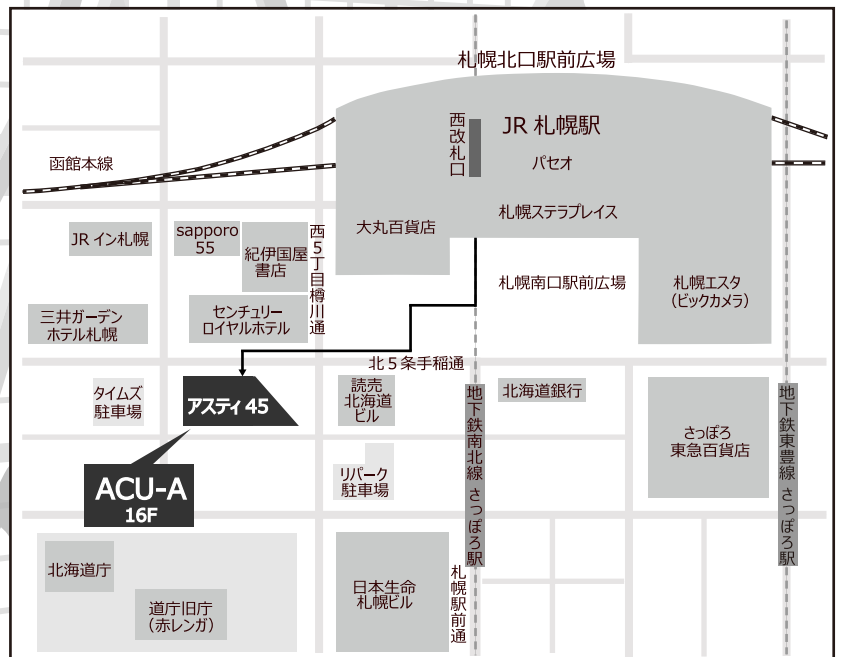 札幌北口駅前広場
JR 札幌駅
西改札口
パセオ
函館本線
札幌ステラプレイス
大丸百貨店
JR イン札幌
sapporo
55
紀伊国屋
書店
西5丁目樽川通
札幌南口駅前広場
札幌エスタ
（ビックカメラ）
三井ガーデン
ホテル札幌
センチュリー
ロイヤルホテル
北５条手稲通
タイムズ
駐車場
アスティ 45
読売
北海道
ビル
北海道銀行
地下鉄南北線 さっぽろ駅
地下鉄東豊線 さっぽろ駅
さっぽろ
東急百貨店
ACU-A
16F
リパーク
駐車場
北海道庁
道庁旧庁
（赤レンガ）
日本生命
札幌ビル
札幌駅前通